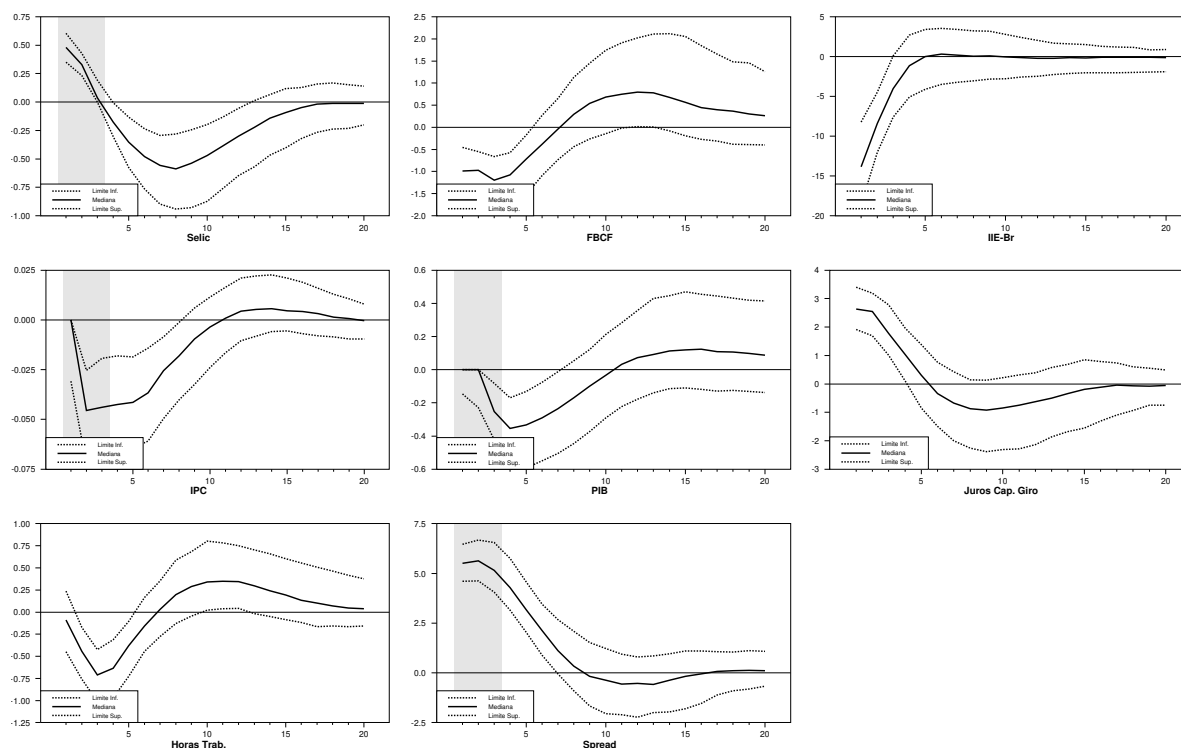 0.75
0.50
0.25
0.00
-0.25
-0.50
-0.75
-1.00
Limite Inf.
Mediana
Limite Sup.
5 10 15 20
Selic
2.5
2.0
1.5
1.0
0.5
0.0
-0.5
-1.0
-1.5
-2.0
Limite Inf.
Mediana
Limite Sup.
5 10 15 20
FBCF
5
0
-5
-10
-15
-20
Limite Inf.
Mediana
Limite Sup.
5 10 15 20
IIE-Br
0.025
0.000
-0.025
-0.050
-0.075
Limite Inf.
Mediana
Limite Sup.
5 10 15 20
IPC
0.6
0.4
0.2
0.0
-0.2
-0.4
-0.6
Limite Inf.
Mediana
Limite Sup.
5 10 15 20
PIB
4
3
2
1
0
-1
-2
-3
Limite Inf.
Mediana
Limite Sup.
5 10 15 20
Juros Cap. Giro
1.00
0.75
0.50
0.25
0.00
-0.25
-0.50
-0.75
-1.00
-1.25
Limite Inf.
Mediana
Limite Sup.
5 10 15 20
Horas Trab.
7.5
5.0
2.5
0.0
-2.5
Limite Inf.
Mediana
Limite Sup.
5 10 15 20
Spread